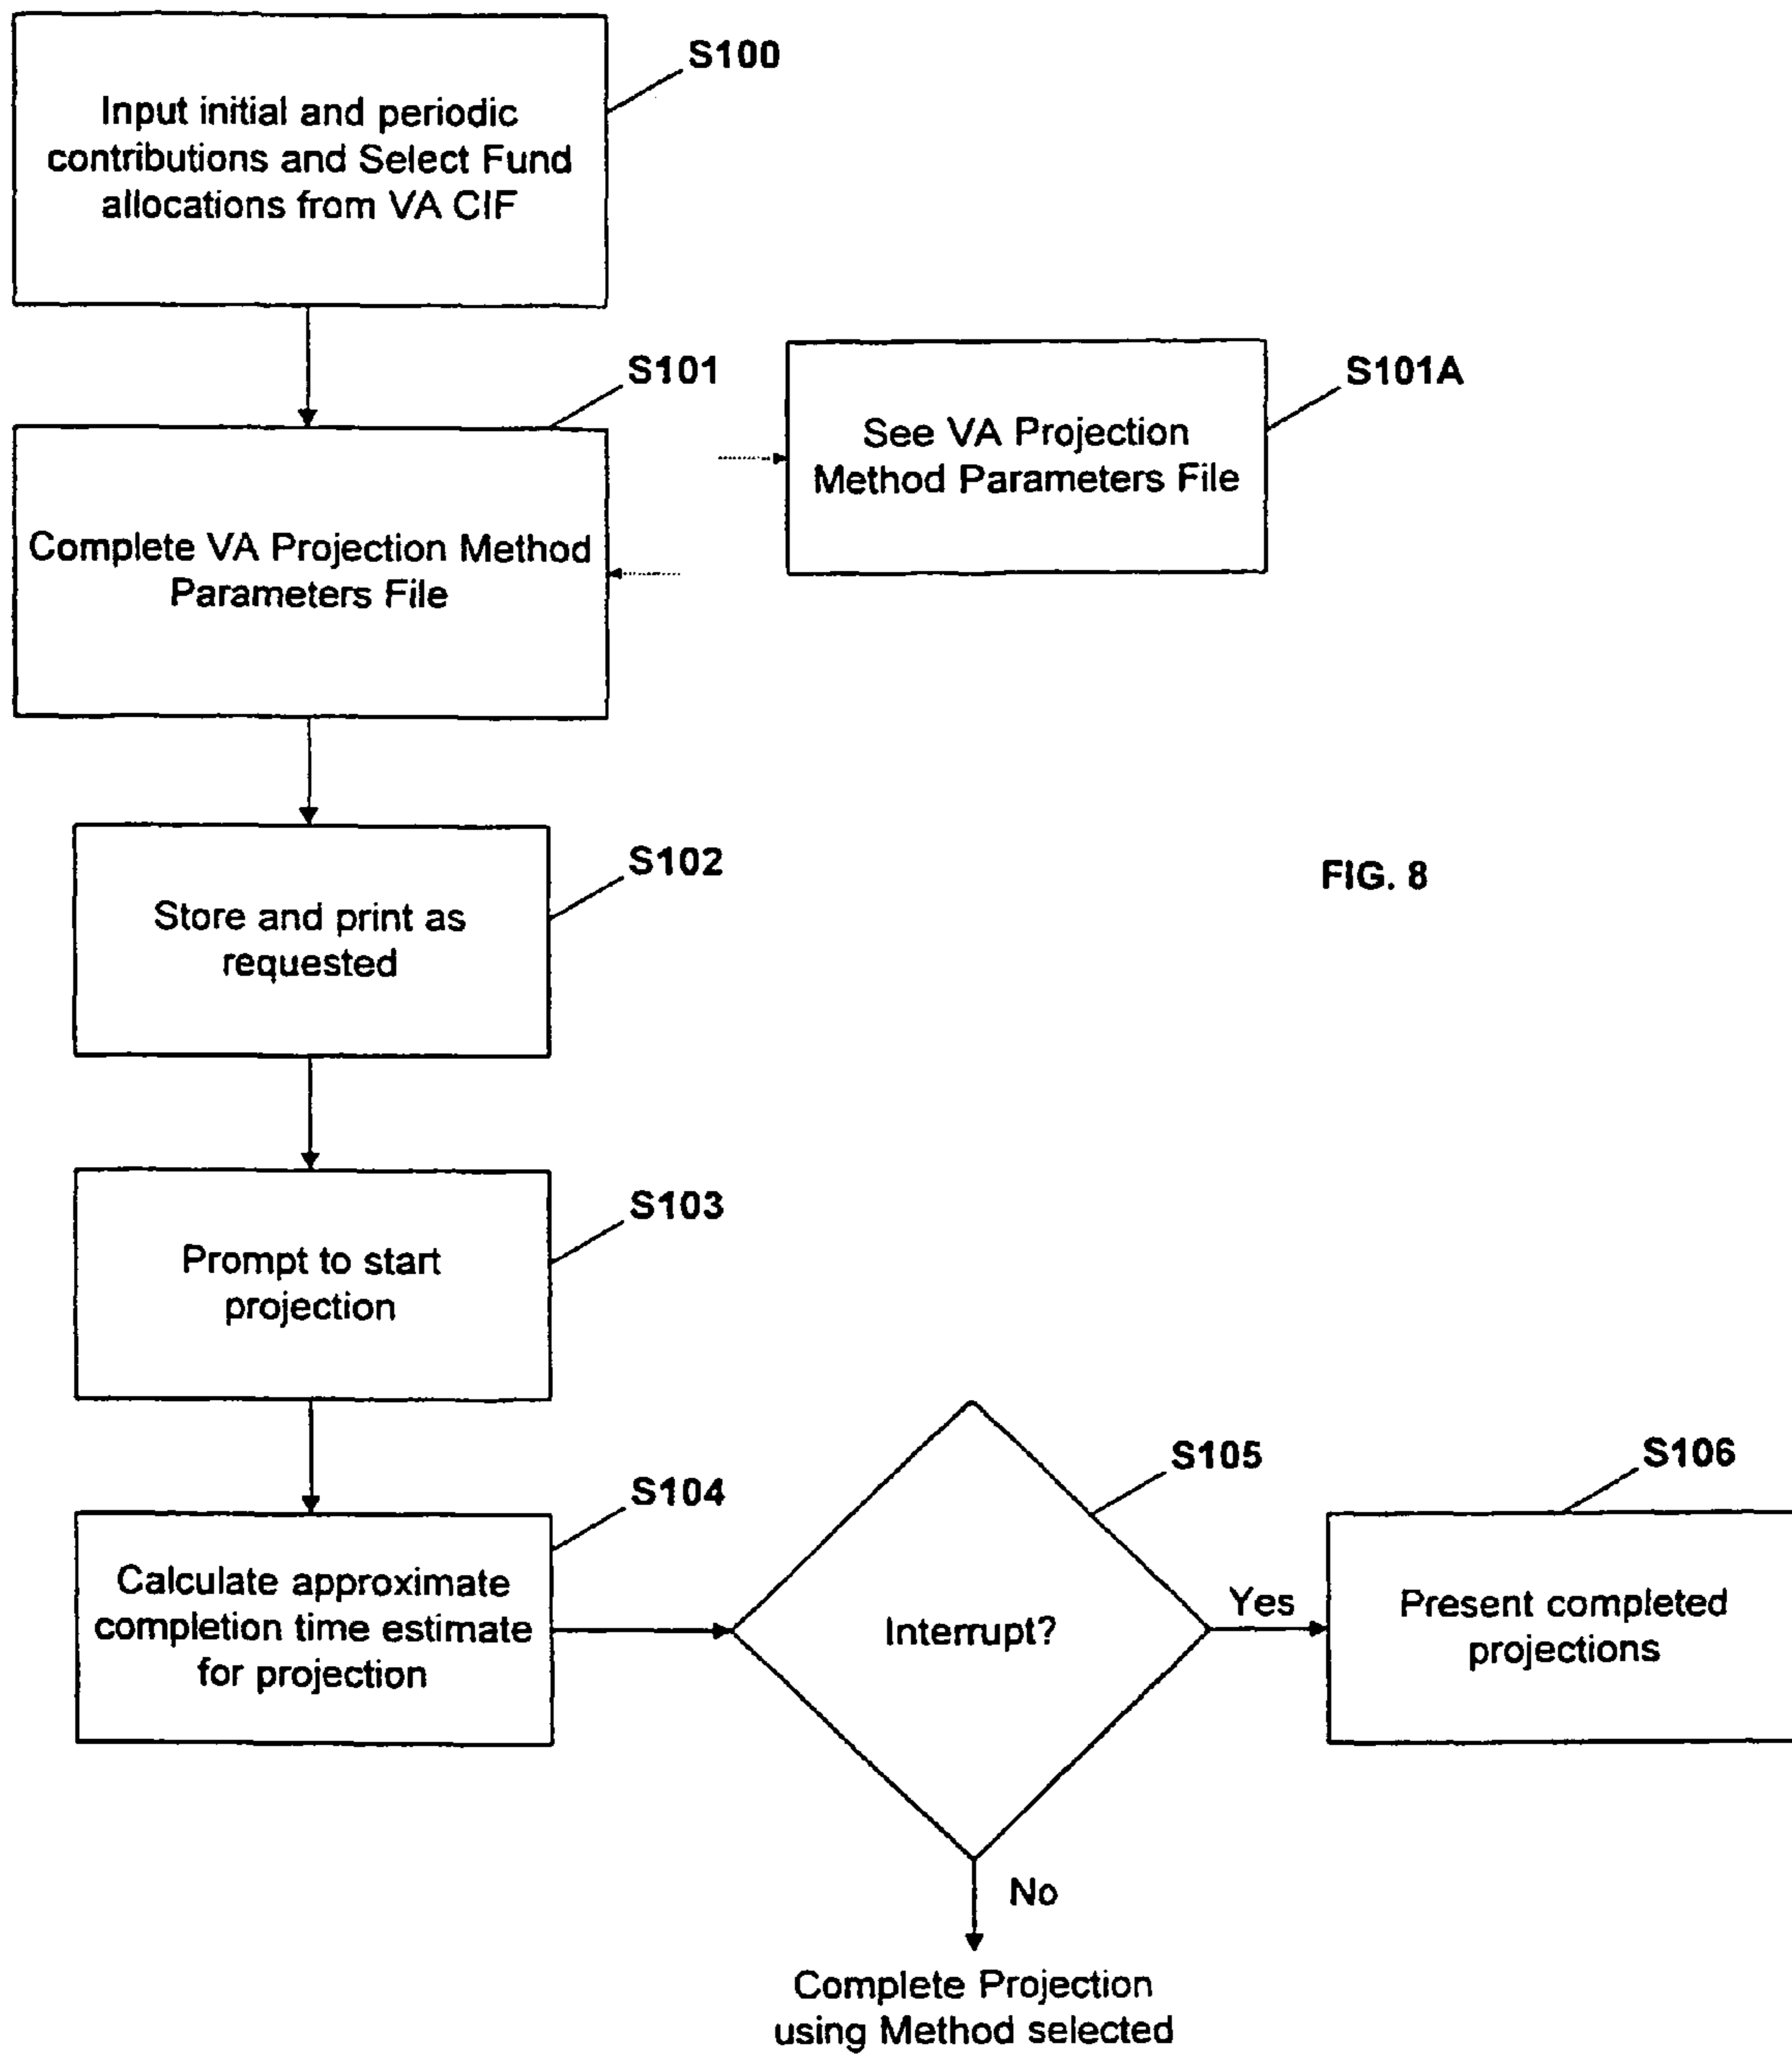 S100
Input initial and periodic
contributions and Select Fund
allocations from VA CIF
S101
Complete VA Projection Method
Parameters File
S101A
See VA Projection
Method Parameters File
S102
Store and print as
requested
FIG. 8
S103
Prompt to start
projection
S104
Calculate approximate
completion time estimate
for projection
S105
Interrupt?
Yes
S106
Present completed
projections
No
Complete Projection
using Method selected